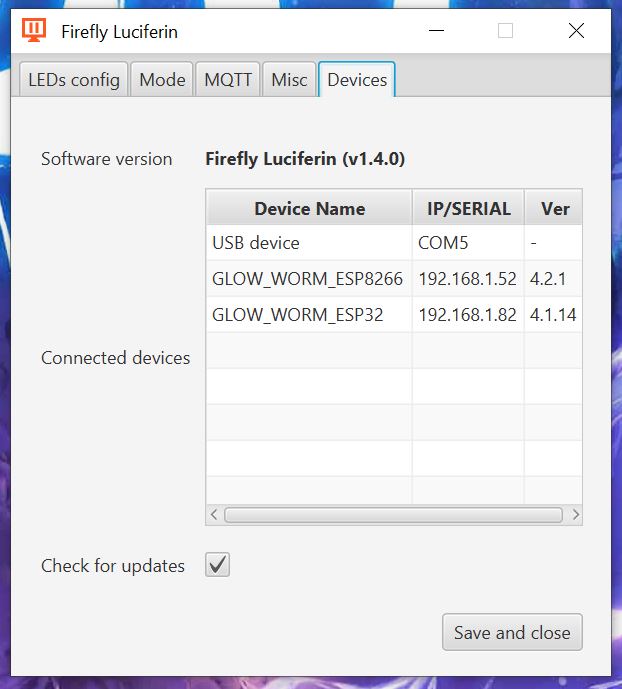 Firefly Luciferin
LEDs config Mode MQTT Misc Devices
Software version Firefly Luciferin (v1.4.0)
Device Name IP/SERIAL Ver
USB device COM5 -
GLOW_WORM_ESP8266 192.168.1.52 4.2.1
GLOW_WORM_ESP32 192.168.1.82 4.1.14
Connected devices
Check for updates
Save and close